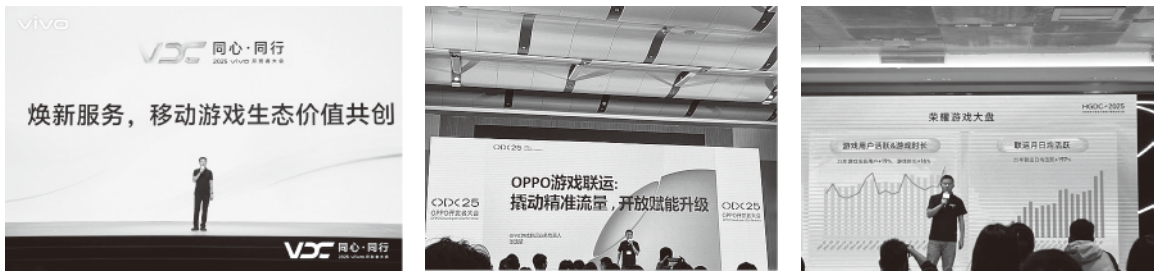 vivo
VDC 同心·同行
2025 vivo 开发者大会
焕新服务，移动游戏生态价值共创
VDC 同心·同行
2025 vivo 开发者大会
ODC25
OPPO游戏联运：
撬动精准流量，开放赋能升级
ODC25
OPPO开发者大会
ODC25
OPPO开发者大会
HGDC·2025
荣耀游戏大盘
游戏用户活跃&游戏时长
联运月日均活跃